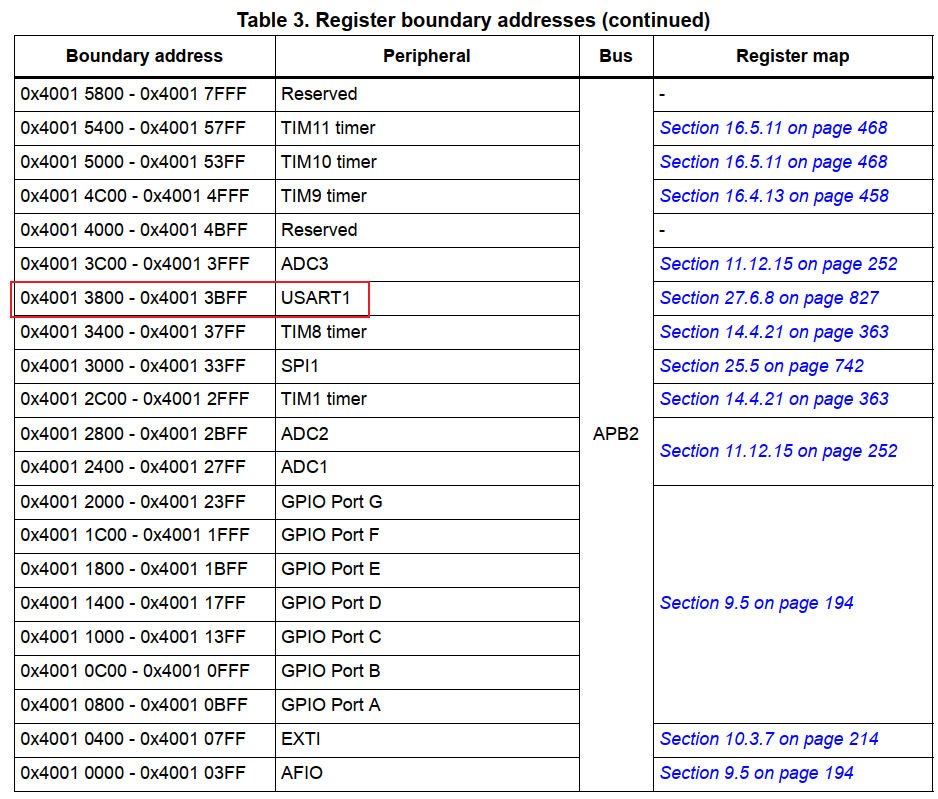 Table 3. Register boundary addresses (continued)
Boundary address Peripheral Bus Register map
0x4001 5800 - 0x4001 7FFF Reserved -
0x4001 5400 - 0x4001 57FF TIM11 timer Section 16.5.11 on page 468
0x4001 5000 - 0x4001 53FF TIM10 timer Section 16.5.11 on page 468
0x4001 4C00 - 0x4001 4FFF TIM9 timer Section 16.4.13 on page 458
0x4001 4000 - 0x4001 4BFF Reserved -
0x4001 3C00 - 0x4001 3FFF ADC3 Section 11.12.15 on page 252
0x4001 3800 - 0x4001 3BFF USART1 Section 27.6.8 on page 827
0x4001 3400 - 0x4001 37FF TIM8 timer Section 14.4.21 on page 363
0x4001 3000 - 0x4001 33FF SPI1 Section 25.5 on page 742
0x4001 2C00 - 0x4001 2FFF TIM1 timer Section 14.4.21 on page 363
0x4001 2800 - 0x4001 2BFF ADC2 APB2
Section 11.12.15 on page 252
0x4001 2400 - 0x4001 27FF ADC1
0x4001 2000 - 0x4001 23FF GPIO Port G
0x4001 1C00 - 0x4001 1FFF GPIO Port F
0x4001 1800 - 0x4001 1BFF GPIO Port E
0x4001 1400 - 0x4001 17FF GPIO Port D Section 9.5 on page 194
0x4001 1000 - 0x4001 13FF GPIO Port C
0x4001 0C00 - 0x4001 0FFF GPIO Port B
0x4001 0800 - 0x4001 0BFF GPIO Port A
0x4001 0400 - 0x4001 07FF EXTI Section 10.3.7 on page 214
0x4001 0000 - 0x4001 03FF AFIO Section 9.5 on page 194